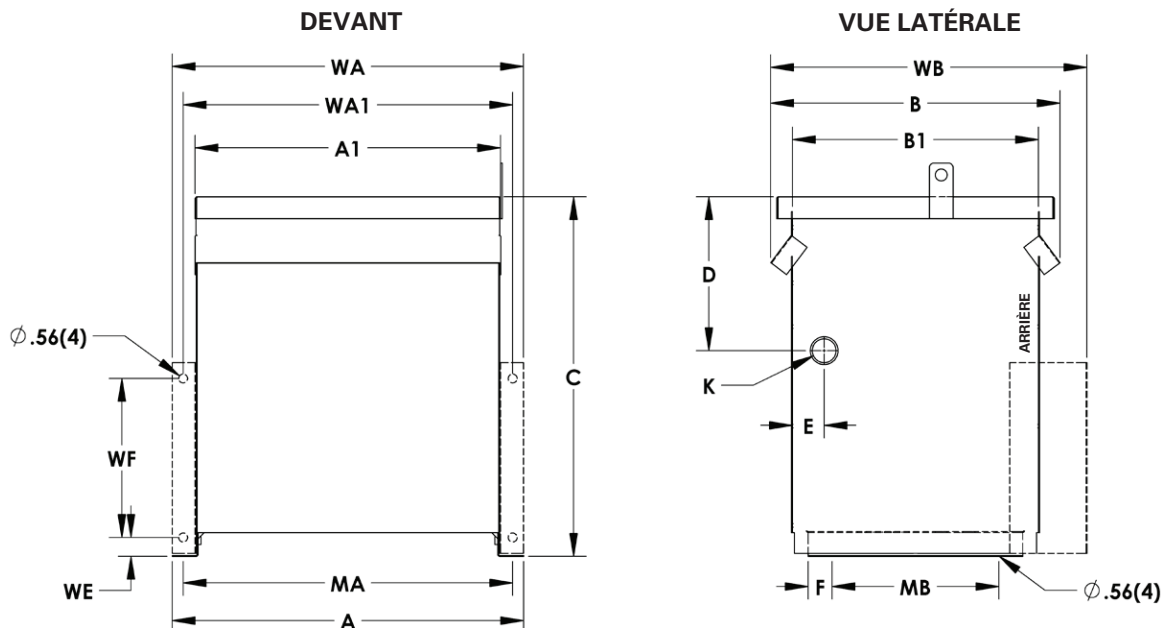 DEVANT
WA
WA1
A1
Ø .56(4)
WF
WE
C
MA
A
VUE LATÉRALE
WB
B
B1
D
ARRIÈRE
K
E
F
MB
Ø .56(4)